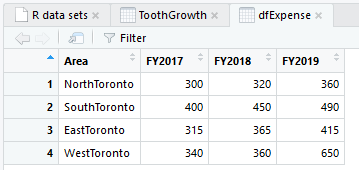 R data sets ToothGrowth dfExpense
Filter
Area FY2017 FY2018 FY2019
1 NorthToronto 300 320 360
2 SouthToronto 400 450 490
3 EastToronto 315 365 415
4 WestToronto 340 360 650